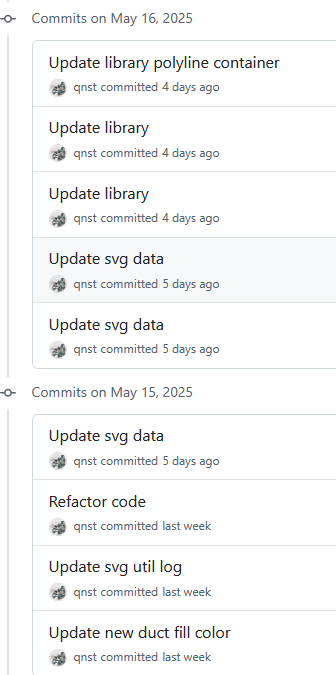 Commits on May 16, 2025
Update library polyline container
qnst committed 4 days ago
Update library
qnst committed 4 days ago
Update library
qnst committed 4 days ago
Update svg data
qnst committed 5 days ago
Update svg data
qnst committed 5 days ago
Commits on May 15, 2025
Update svg data
qnst committed 5 days ago
Refactor code
qnst committed last week
Update svg util log
qnst committed last week
Update new duct fill color
qnst committed last week